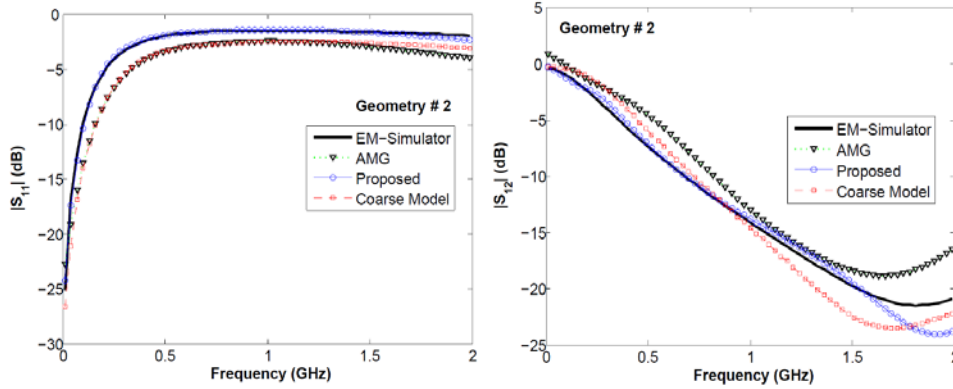 0
−5
−10
−15
−20
−25
−30
|S11| (dB)
0
0.5
1
1.5
2
Frequency (GHz)
Geometry # 2
EM−Simulator
AMG
Proposed
Coarse Model
5
0
−5
−10
−15
−20
−25
|S12| (dB)
0
0.5
1
1.5
2
Frequency (GHz)
Geometry # 2
EM−Simulator
AMG
Proposed
Coarse Model